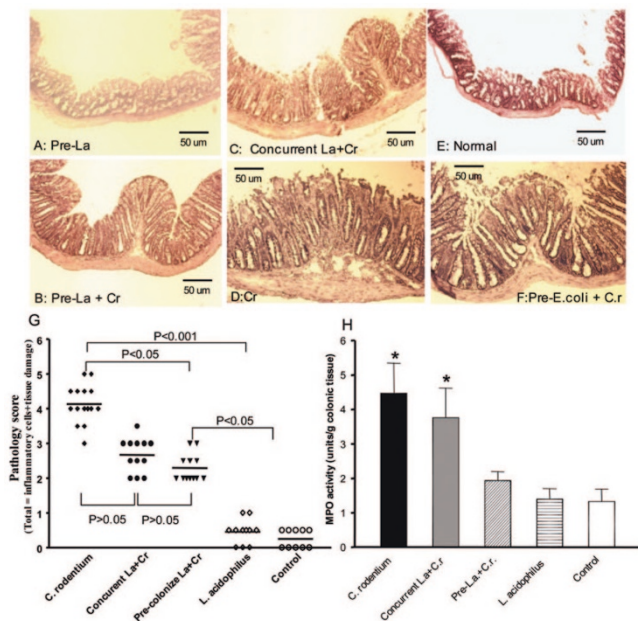 50 um
A: Pre-La
50 um
C: Concurrent La+Cr
50 um
E: Normal
50 um
B: Pre-La + Cr
50 um
D:Cr
50 um
F:Pre-E.coli + C.r
G
P<0.001
P<0.05
P<0.05
P>0.05
P>0.05
Pathology score
(Total = inflammatory cells+tissue damage)
6
5
4
3
2
1
0
C. rodentium
Concurent La+Cr
Pre-colonize La+Cr
L. acidophilus
Control
H
*
*
MPO activity (units/g colonic tissue)
6
5
4
3
2
1
0
C. rodentium
Concurrent La+C.r
Pre-La.+C.r.
L. acidophilus
Control